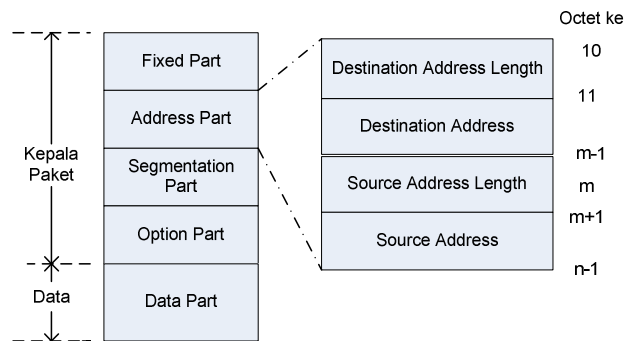 Octet ke
Fixed Part
Address Part
Segmentation
Part
Option Part
Data Part
Kepala
Paket
Data
Destination Address Length
Destination Address
Source Address Length
Source Address
10
11
m-1
m
m+1
n-1